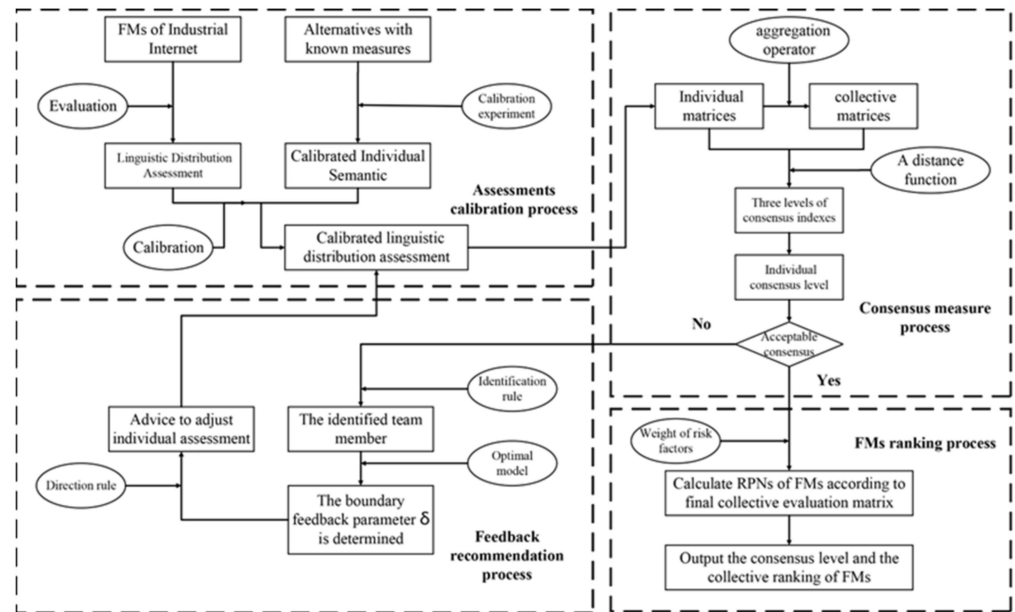 FMs of Industrial
Internet
Alternatives with
known measures
Evaluation
Calibration
experiment
Linguistic Distribution
Assessment
Calibrated Individual
Semantic
Assessments
calibration process
Calibration
Calibrated linguistic
distribution assessment
aggregation
operator
Individual
matrices
collective
matrices
A distance
function
Three levels of
consensus indexes
Individual
consensus level
Consensus measure
process
Acceptable
consensus
No
Yes
Identification
rule
Advice to adjust
individual assessment
The identified team
member
Optimal
model
Direction rule
The boundary
feedback parameter δ
is determined
Feedback
recommendation
process
Weight of risk
factors
FMs ranking process
Calculate RPNs of FMs according to
final collective evaluation matrix
Output the consensus level and the
collective ranking of FMs